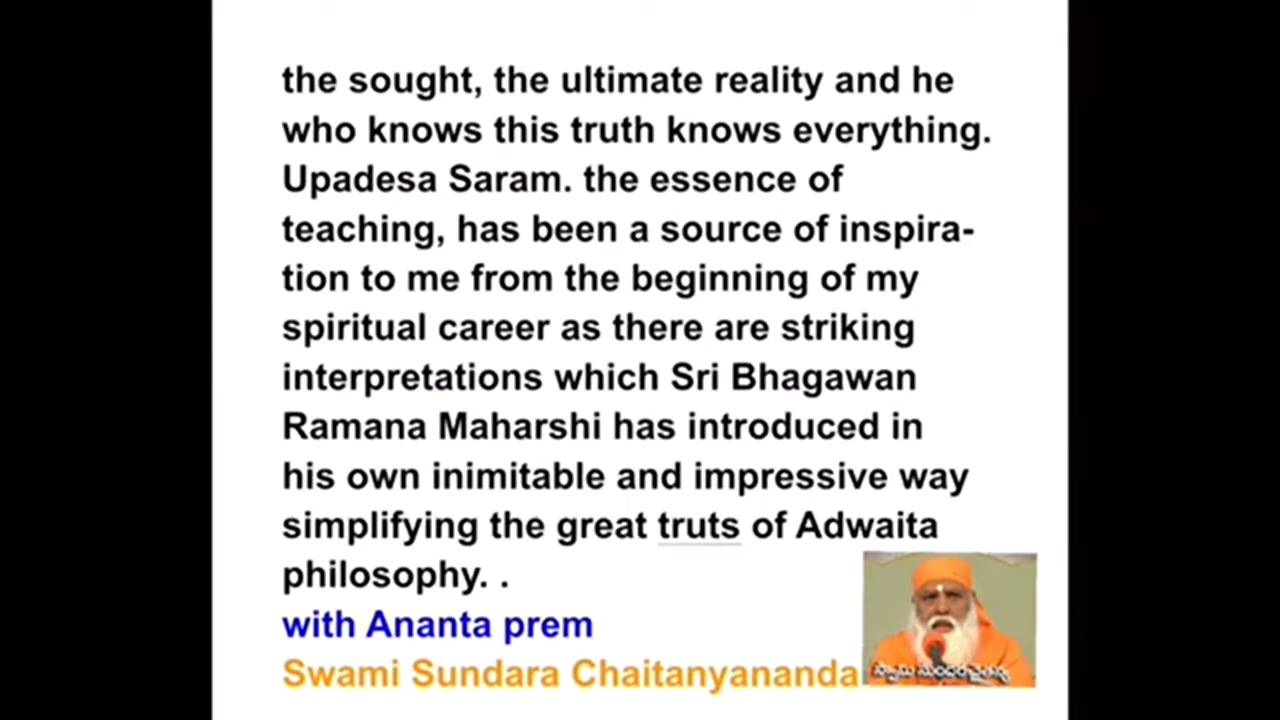 the sought, the ultimate reality and he
who knows this truth knows everything.
Upadesa Saram. the essence of
teaching, has been a source of inspira-
tion to me from the beginning of my
spiritual career as there are striking
interpretations which Sri Bhagawan
Ramana Maharshi has introduced in
his own inimitable and impressive way
simplifying the great truts of Adwaita
philosophy. .
with Ananta prem
Swami Sundara Chaitanyananda
స్వామి సుందర చైతన్య